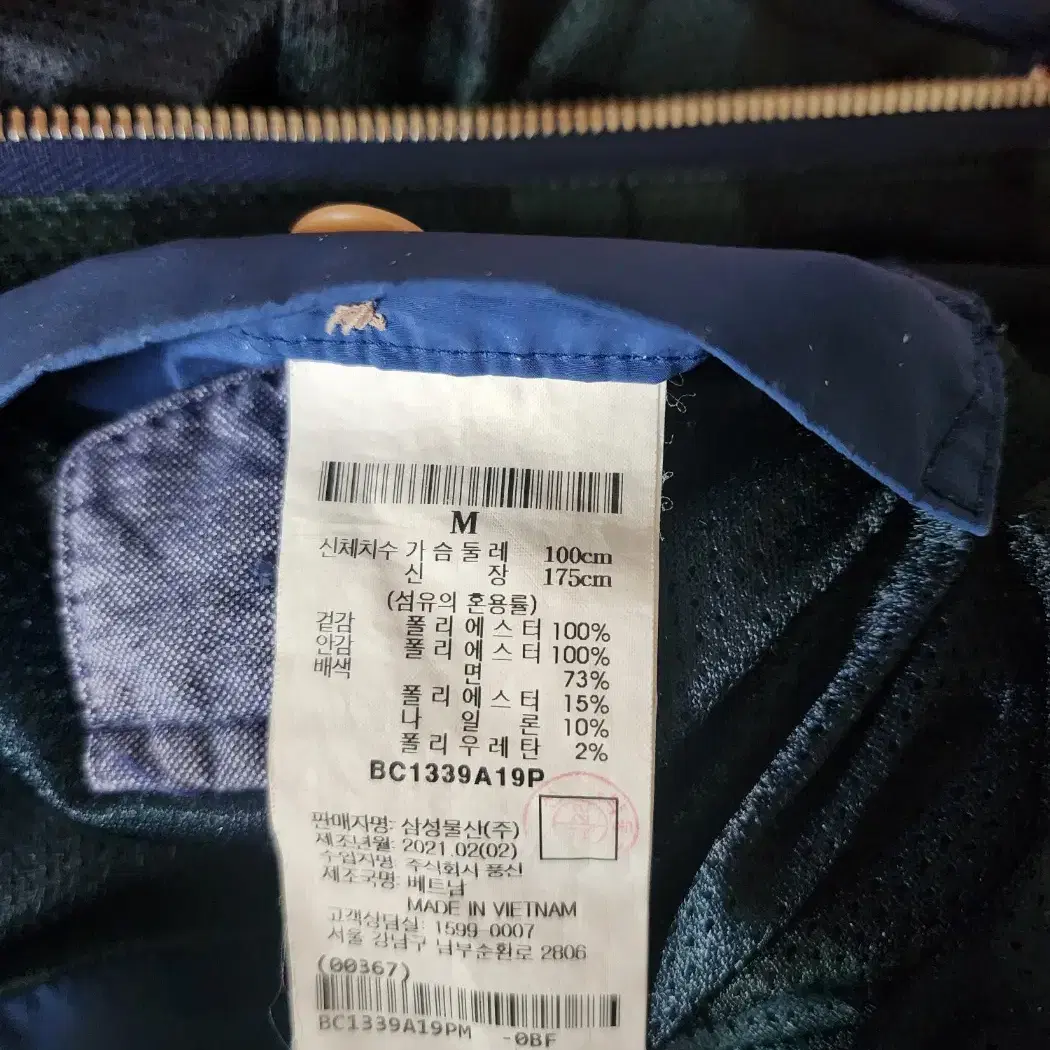 M
신체치수 가 슴 둘 레 100cm
신 장 175cm
(섬유의 혼용률)
겉감 폴 리 에 스 터 100%
안감 폴 리 에 스 터 100%
배색 면 73%
폴 리 에 스 터 15%
나 일 론 10%
폴 리 우 레 탄 2%
BC1339A19P
판매자명: 삼성물산(주)
제조년월: 2021.02(02)
수입자명: 주식회사 풍신
제조국명: 베트남
MADE IN VIETNAM
고객상담실: 1599-0007
서울 강남구 남부순환로 2806
(00367)
BC1339A19PM -0BF